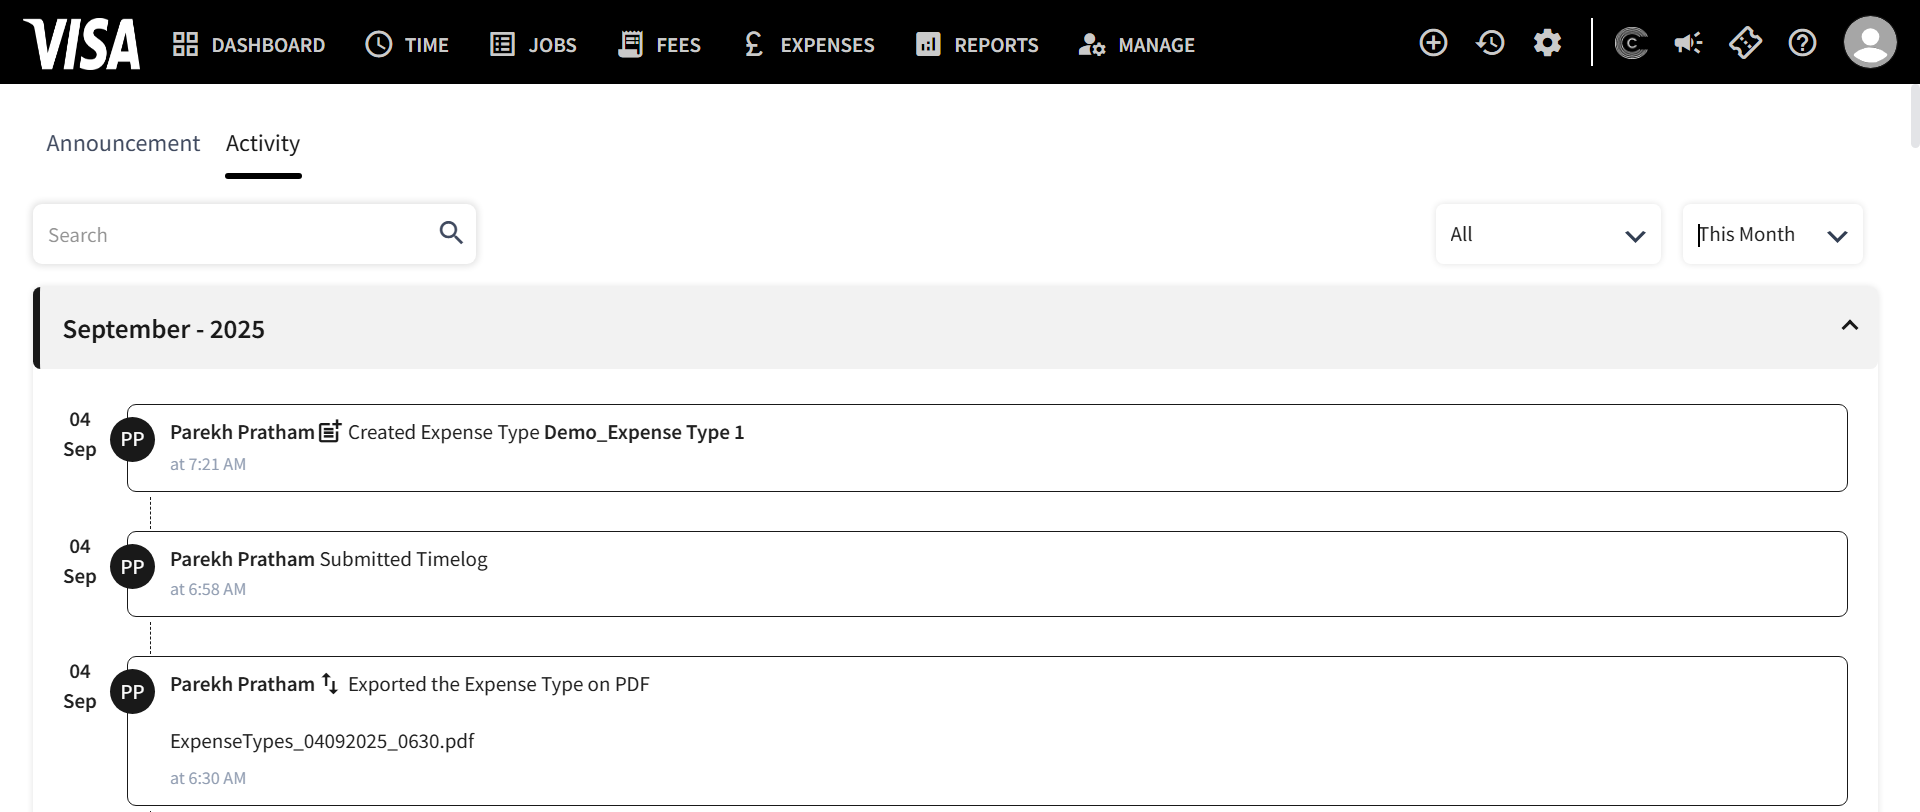 VISA DASHBOARD TIME JOBS FEES £ EXPENSES REPORTS MANAGE C ?
Announcement Activity
Search All This Month
September - 2025
04 Sep
PP
Parekh Pratham Created Expense Type Demo_Expense Type 1
at 7:21 AM
04 Sep
PP
Parekh Pratham Submitted Timelog
at 6:58 AM
04 Sep
PP
Parekh Pratham Exported the Expense Type on PDF
ExpenseTypes_04092025_0630.pdf
at 6:30 AM